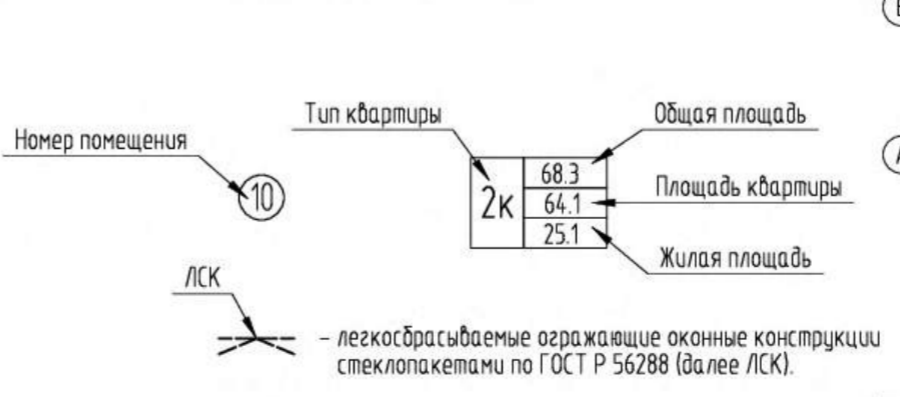 Тип квартиры
Общая площадь
Номер помещения
10
2к
68.3
64.1
25.1
Площадь квартиры
Жилая площадь
ЛСК
- легкосбрасываемые огражающие оконные конструкции
стеклопакетами по ГОСТ Р 56288 (далее ЛСК).